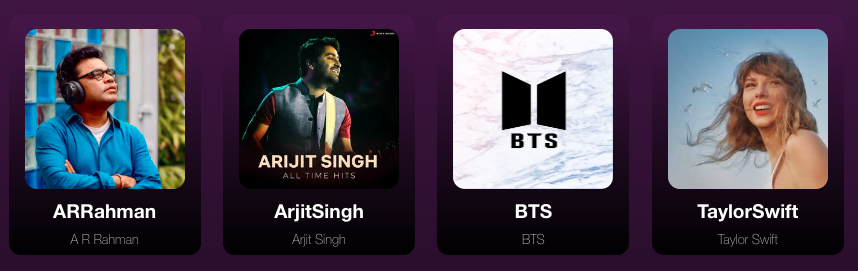 ARIJIT SINGH
ALL TIME HITS
BTS
ARRahman
ArjitSingh
BTS
TaylorSwift
A R Rahman
Arjit Singh
BTS
Taylor Swift